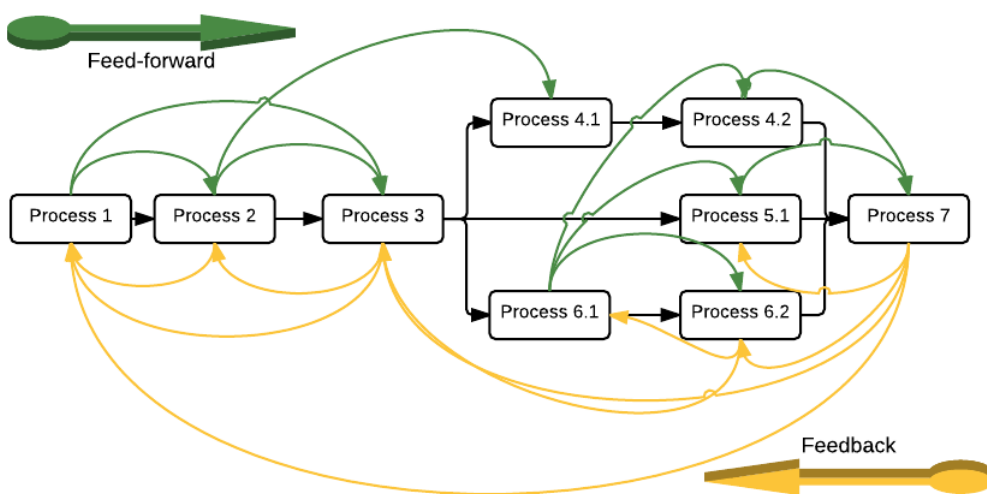 Feed-forward
Process 4.1
Process 4.2
Process 1
Process 2
Process 3
Process 5.1
Process 7
Process 6.1
Process 6.2
Feedback